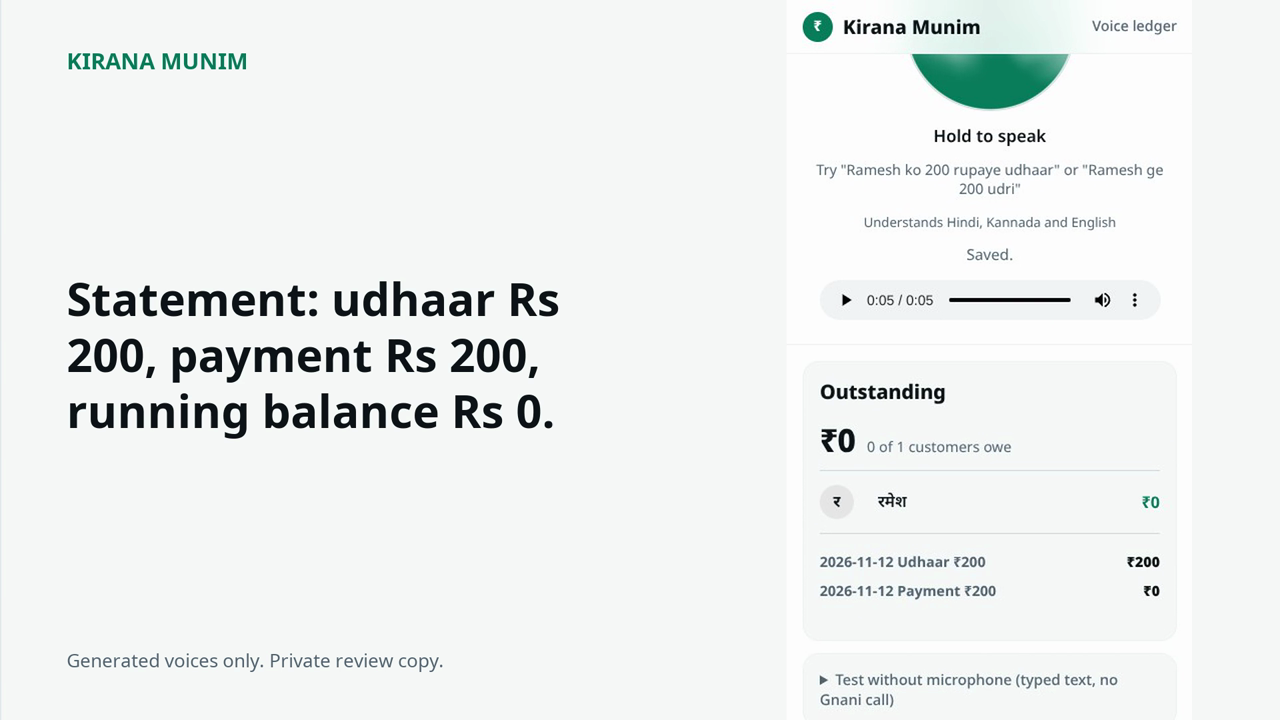 KIRANA MUNIM
Statement: udhaar Rs
200, payment Rs 200,
running balance Rs 0.
Generated voices only. Private review copy.
₹ Kirana Munim Voice ledger
Hold to speak
Try "Ramesh ko 200 rupaye udhaar" or "Ramesh ge
200 udri"
Understands Hindi, Kannada and English
Saved.
0:05 / 0:05
Outstanding
₹0 0 of 1 customers owe
र रमेश ₹0
2026-11-12 Udhaar ₹200 ₹200
2026-11-12 Payment ₹200 ₹0
Test without microphone (typed text, no
Gnani call)